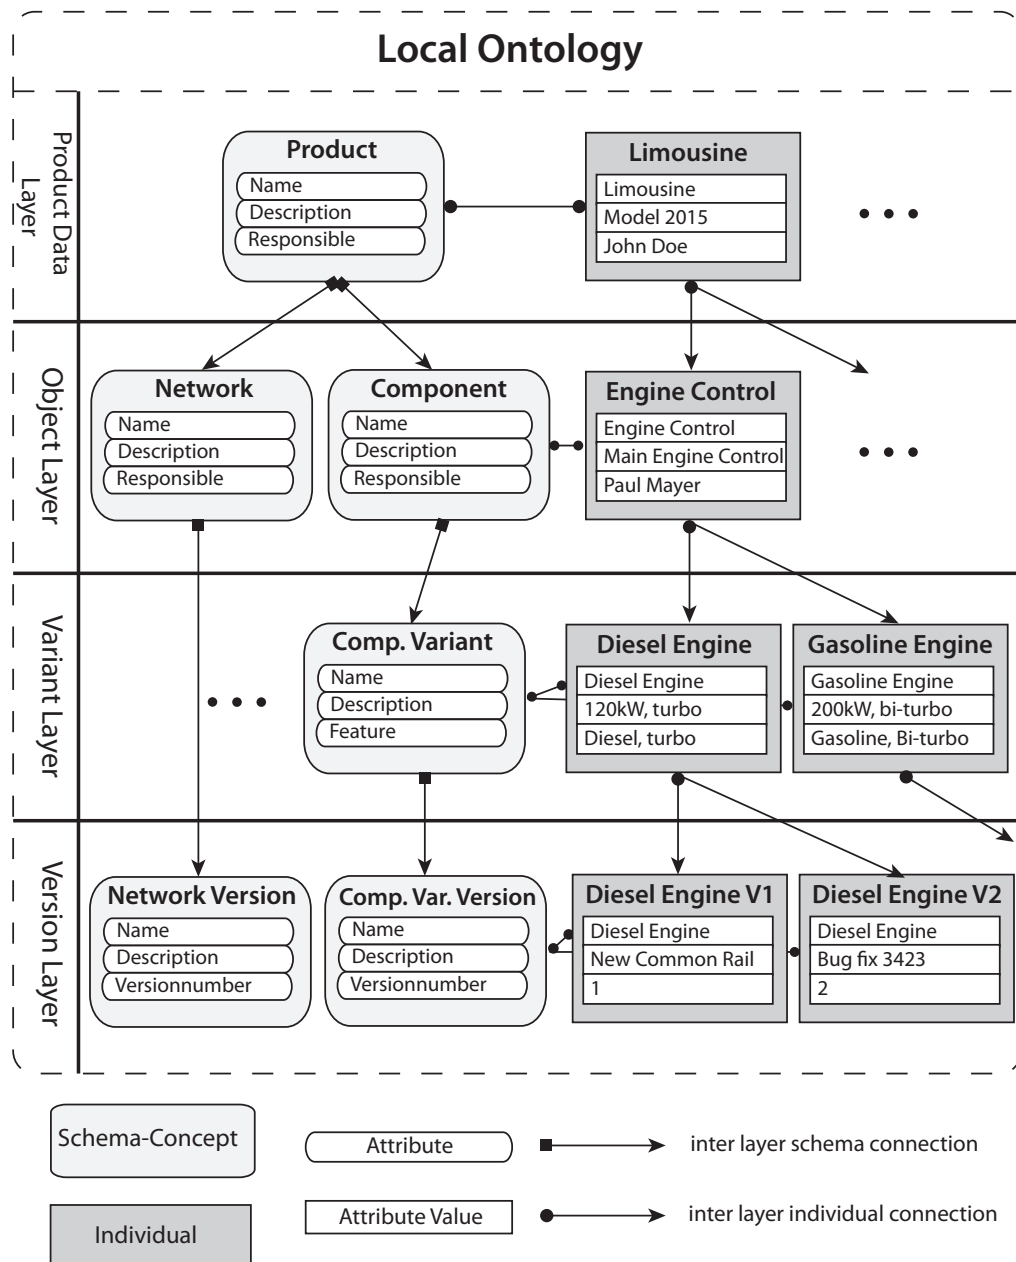 Local Ontology
Product Data
Layer
Product
Name
Description
Responsible
Limousine
Limousine
Model 2015
John Doe
• • •
Object Layer
Network
Name
Description
Responsible
Component
Name
Description
Responsible
Engine Control
Engine Control
Main Engine Control
Paul Mayer
• • •
Variant Layer
• • •
Comp. Variant
Name
Description
Feature
Diesel Engine
Diesel Engine
120kW, turbo
Diesel, turbo
Gasoline Engine
Gasoline Engine
200kW, bi-turbo
Gasoline, Bi-turbo
Version Layer
Network Version
Name
Description
Versionnumber
Comp. Var. Version
Name
Description
Versionnumber
Diesel Engine V1
Diesel Engine
New Common Rail
1
Diesel Engine V2
Diesel Engine
Bug fix 3423
2
Schema-Concept
Attribute
inter layer schema connection
Individual
Attribute Value
inter layer individual connection